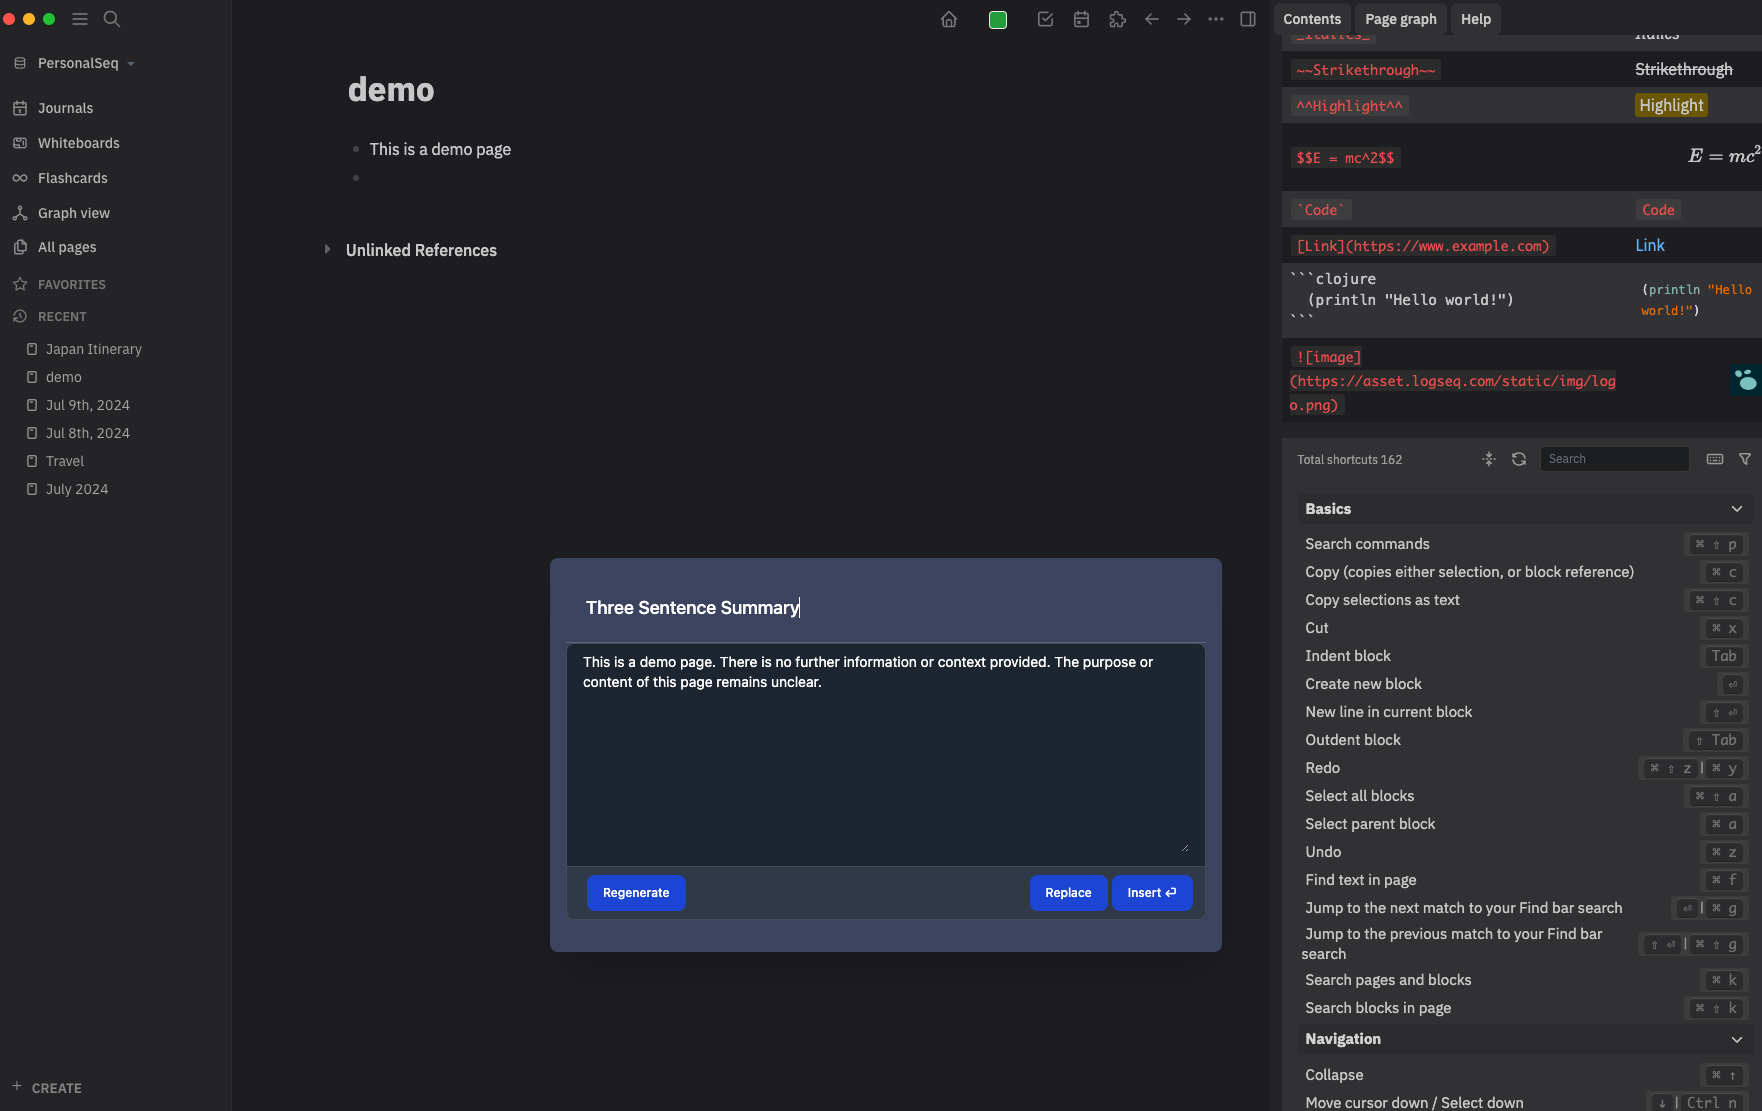 Contents Page graph Help
PersonalSeq
Journals
Whiteboards
Flashcards
Graph view
All pages
FAVORITES
RECENT
Japan Itinerary
demo
Jul 9th, 2024
Jul 8th, 2024
Travel
July 2024
+ CREATE
demo
This is a demo page
Unlinked References
Three Sentence Summary
This is a demo page. There is no further information or context provided. The purpose or
content of this page remains unclear.
Regenerate Replace Insert ⏎
_Italics_ Italics
~~Strikethrough~~ Strikethrough
^^Highlight^^ Highlight
$$E = mc^2$$ E = mc²
`Code` Code
[Link](https://www.example.com) Link
```clojure
(println "Hello world!")
```
(println "Hello
world!")
![image]
(https://asset.logseq.com/static/img/log
o.png)
Total shortcuts 162 Search
Basics
Search commands ⌘ ⇧ p
Copy (copies either selection, or block reference) ⌘ c
Copy selections as text ⌘ ⇧ c
Cut ⌘ x
Indent block Tab
Create new block ⏎
New line in current block ⇧ ⏎
Outdent block ⇧ Tab
Redo ⌘ ⇧ z | ⌘ y
Select all blocks ⌘ ⇧ a
Select parent block ⌘ a
Undo ⌘ z
Find text in page ⌘ f
Jump to the next match to your Find bar search ⏎ | ⌘ g
Jump to the previous match to your Find bar
search ⇧ ⏎ | ⌘ ⇧ g
Search pages and blocks ⌘ k
Search blocks in page ⌘ ⇧ k
Navigation
Collapse ⌘ ↑
Move cursor down / Select down ↓ | Ctrl n